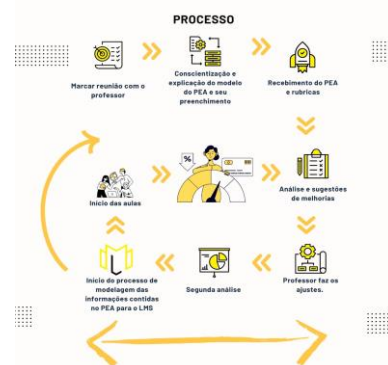 PROCESSO
Marcar reunião com o
professor
Conscientização e
explicação do modelo
do PEA e seu
preenchimento
Recebimento do PEA
e rubricas
Início das aulas
%
Análise e sugestões
de melhorias
Início do processo de
modelagem das
informações contidas
no PEA para o LMS
Segunda análise
Professor faz os
ajustes.